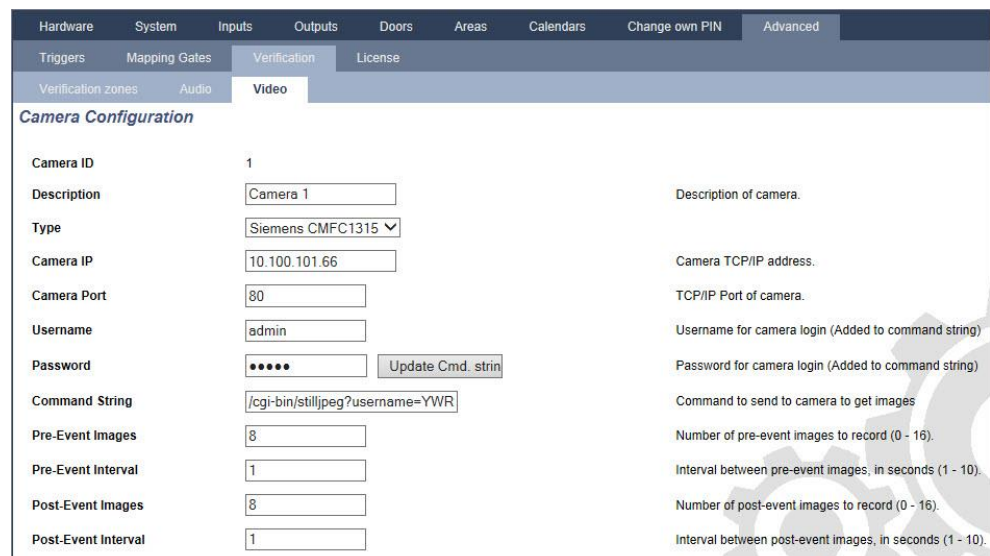 Hardware System Inputs Outputs Doors Areas Calendars Change own PIN Advanced
Triggers Mapping Gates Verification License
Verification zones Audio Video
Camera Configuration
Camera ID 1
Description Camera 1 Description of camera.
Type Siemens CMFC1315
Camera IP 10.100.101.66 Camera TCP/IP address.
Camera Port 80 TCP/IP Port of camera.
Username admin Username for camera login (Added to command string)
Password ••••• Update Cmd. strin Password for camera login (Added to command string)
Command String /cgi-bin/stilljpeg?username=YWR Command to send to camera to get images
Pre-Event Images 8 Number of pre-event images to record (0 - 16).
Pre-Event Interval 1 Interval between pre-event images, in seconds (1 - 10).
Post-Event Images 8 Number of post-event images to record (0 - 16).
Post-Event Interval 1 Interval between post-event images, in seconds (1 - 10).